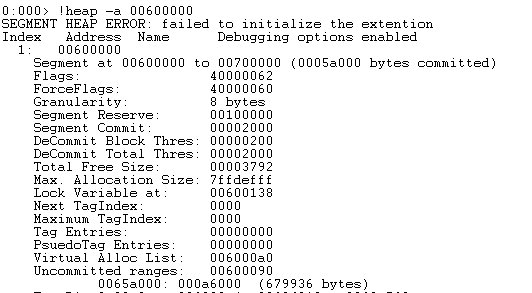 0:000> !heap -a 00600000
SEGMENT HEAP ERROR: failed to initialize the extention
Index Address Name Debugging options enabled
1: 00600000
Segment at 00600000 to 00700000 (0005a000 bytes committed)
Flags: 40000062
ForceFlags: 40000060
Granularity: 8 bytes
Segment Reserve: 00100000
Segment Commit: 00002000
DeCommit Block Thres: 00000200
DeCommit Total Thres: 00002000
Total Free Size: 00003792
Max. Allocation Size: 7ffdefff
Lock Variable at: 00600138
Next TagIndex: 0000
Maximum TagIndex: 0000
Tag Entries: 00000000
PsuedoTag Entries: 00000000
Virtual Alloc List: 006000a0
Uncommitted ranges: 00600090
0065a000: 000a6000 (679936 bytes)